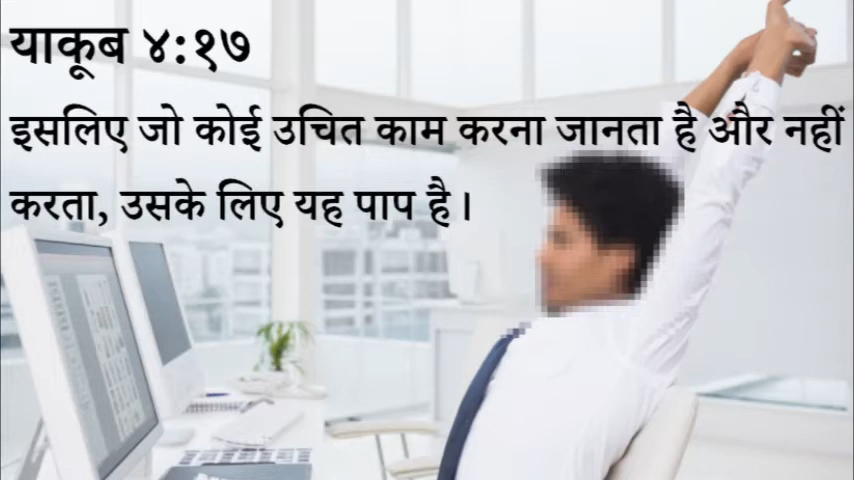 याकूब ४:१७
इसलिए जो कोई उचित काम करना जानता है और नहीं
करता, उसके लिए यह पाप है।